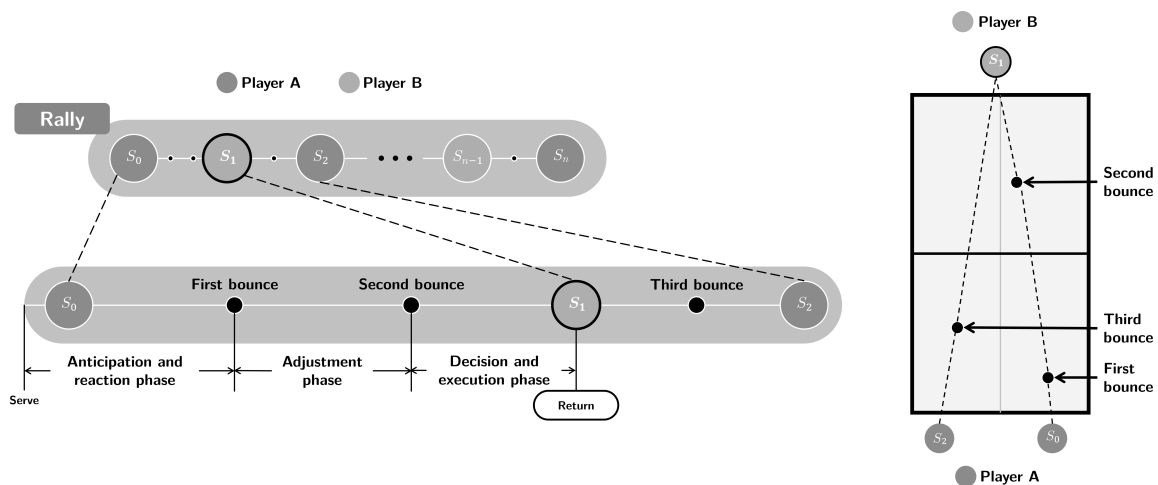 Player A
Player B
Rally
S0
S1
S2
Sn−1
Sn
S0
First bounce
Second bounce
S1
Third bounce
S2
Anticipation and
reaction phase
Adjustment
phase
Decision and
execution phase
Serve
Return
Player B
S1
Second
bounce
Third
bounce
First
bounce
S2
S0
Player A